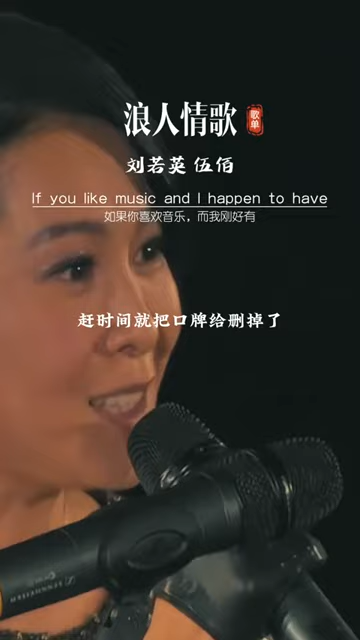 浪人情歌
歌单
刘若英 伍佰
If you like music and I happen to have
如果你喜欢音乐，而我刚好有
赶时间就把口牌给删掉了
SENNHEISER